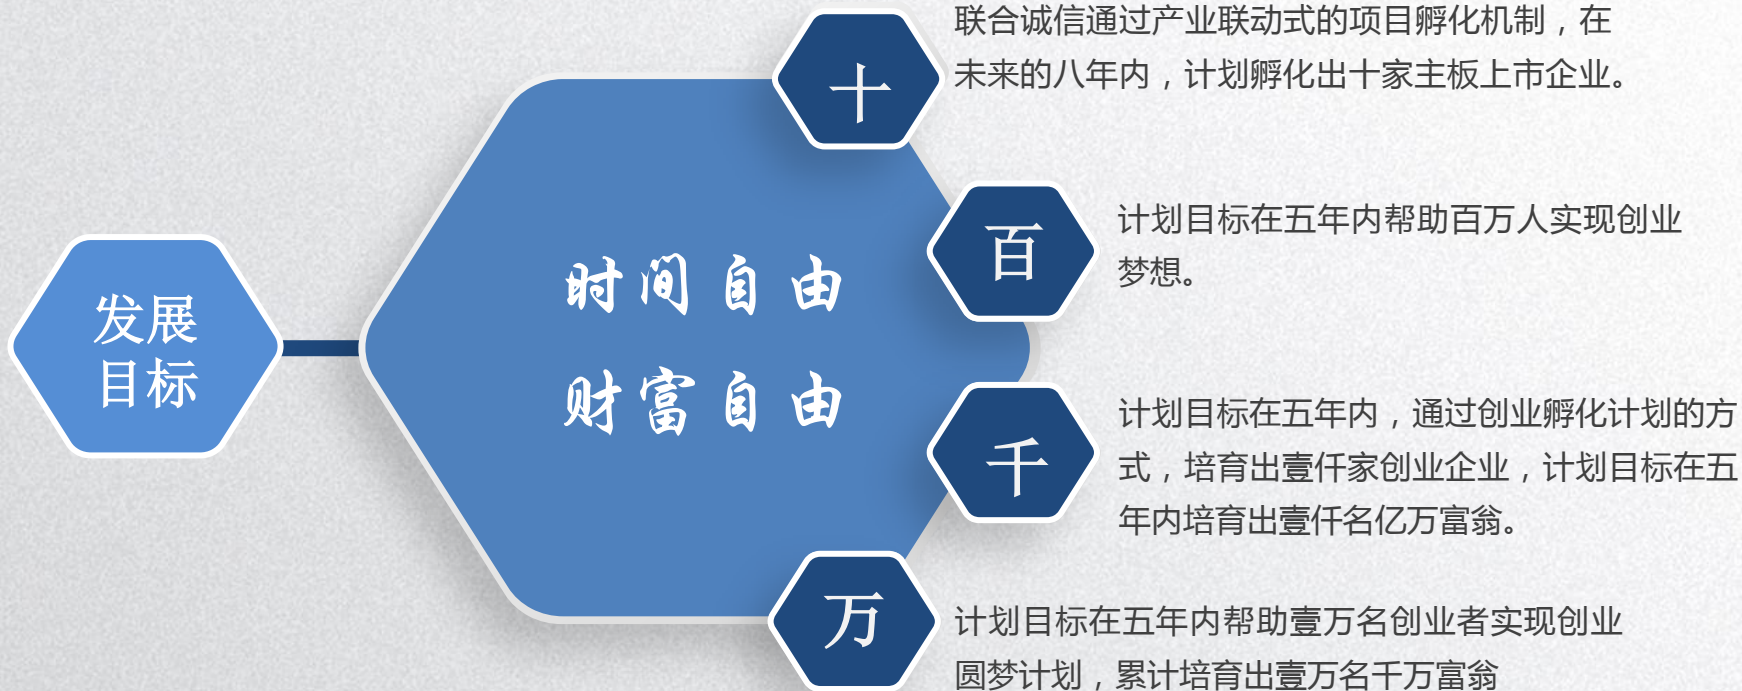 发展
目标
时间自由
财富自由
十
联合诚信通过产业联动式的项目孵化机制，在
未来的八年内，计划孵化出十家主板上市企业。
百
计划目标在五年内帮助百万人实现创业
梦想。
千
计划目标在五年内，通过创业孵化计划的方
式，培育出壹仟家创业企业，计划目标在五
年内培育出壹仟名亿万富翁。
万
计划目标在五年内帮助壹万名创业者实现创业
圆梦计划，累计培育出壹万名千万富翁